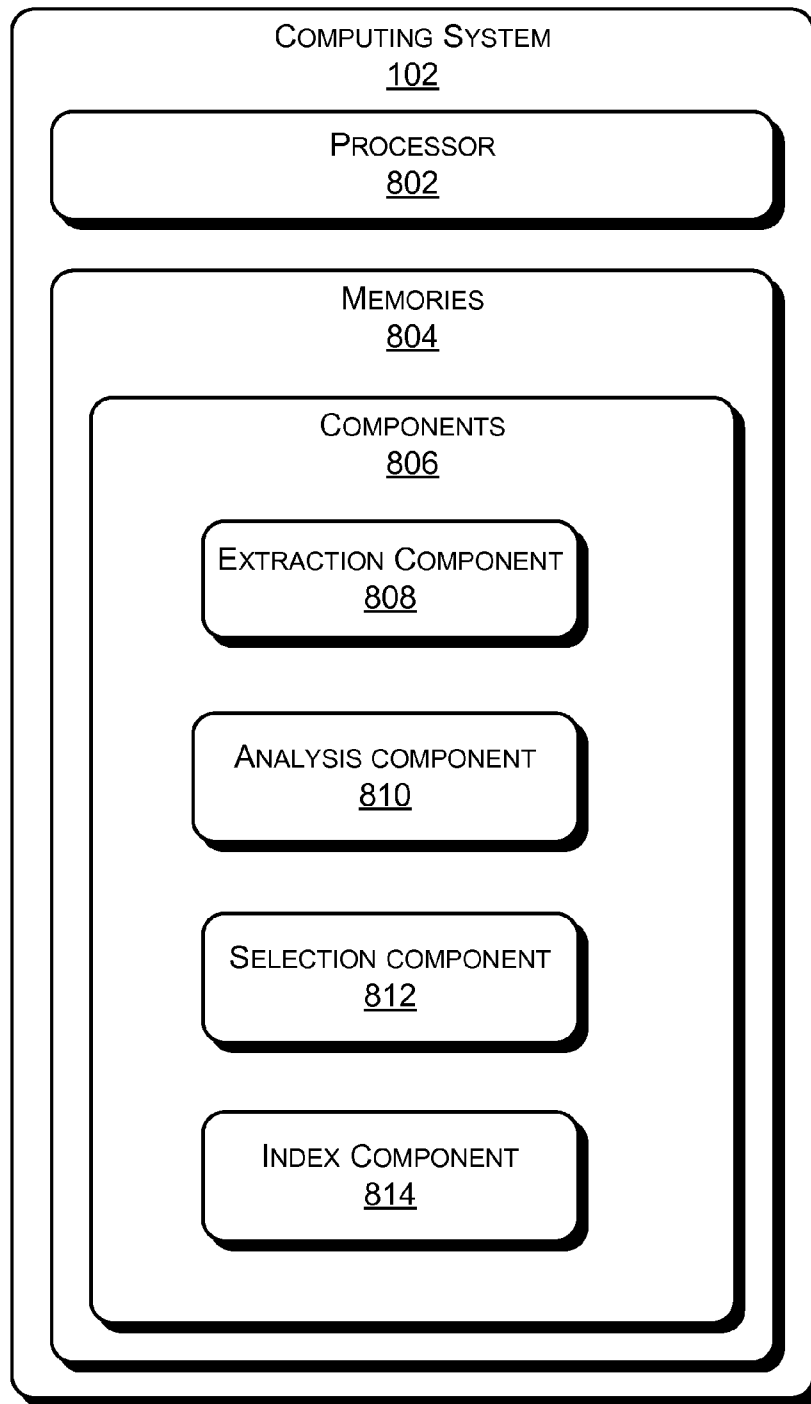 COMPUTING SYSTEM
102
PROCESSOR
802
MEMORIES
804
COMPONENTS
806
EXTRACTION COMPONENT
808
ANALYSIS COMPONENT
810
SELECTION COMPONENT
812
INDEX COMPONENT
814